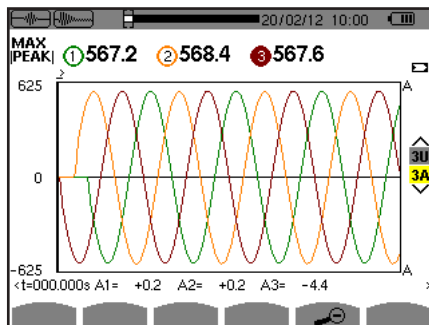 20/02/12 10:00
MAX
|PEAK| 1 567.2 2 568.4 3 567.6
625 A
3U
0
3A
-625 A
<t=000.000s A1= +0.2 A2= +0.2 A3= -4.4 >